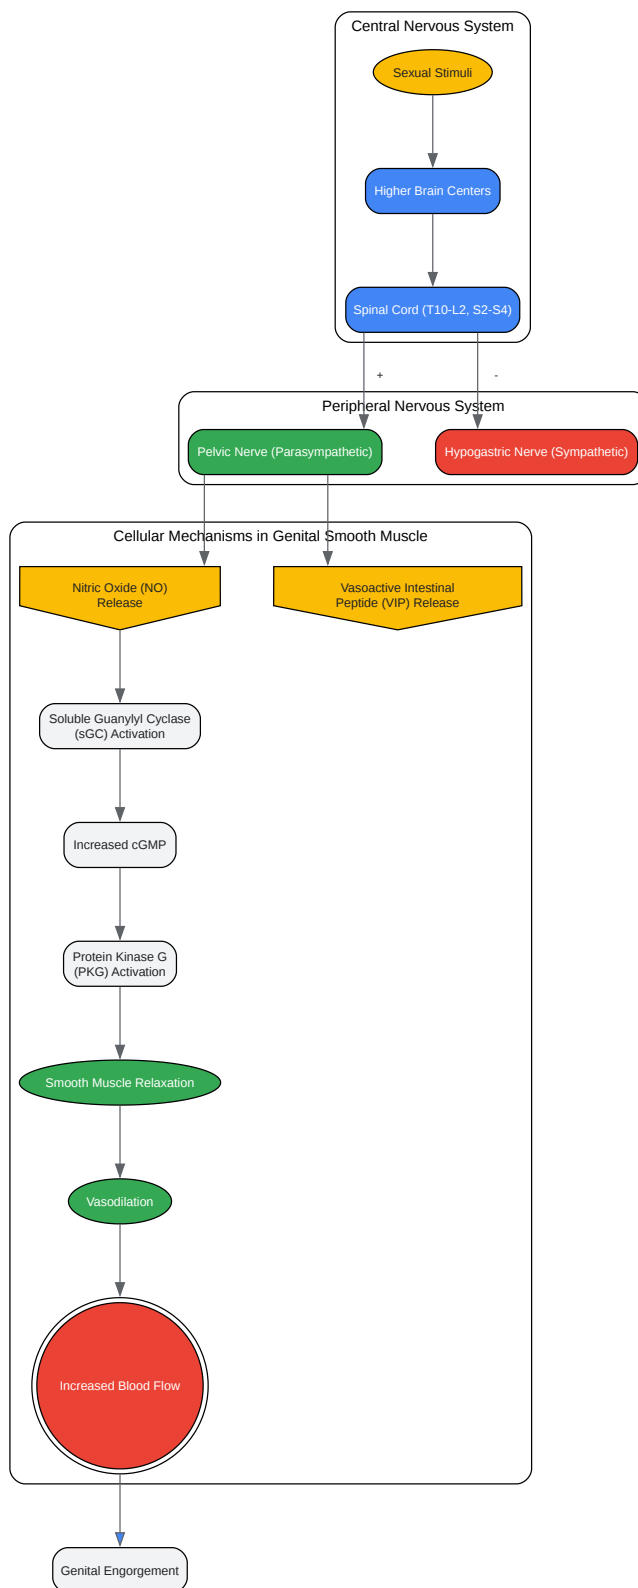 Central Nervous System
Sexual Stimuli
Higher Brain Centers
Spinal Cord (T10-L2, S2-S4)
+
-
Peripheral Nervous System
Pelvic Nerve (Parasympathetic)
Hypogastric Nerve (Sympathetic)
Cellular Mechanisms in Genital Smooth Muscle
Nitric Oxide (NO)
Release
Vasoactive Intestinal
Peptide (VIP) Release
Soluble Guanylyl Cyclase
(sGC) Activation
Increased cGMP
Protein Kinase G
(PKG) Activation
Smooth Muscle Relaxation
Vasodilation
Increased Blood Flow
Genital Engorgement